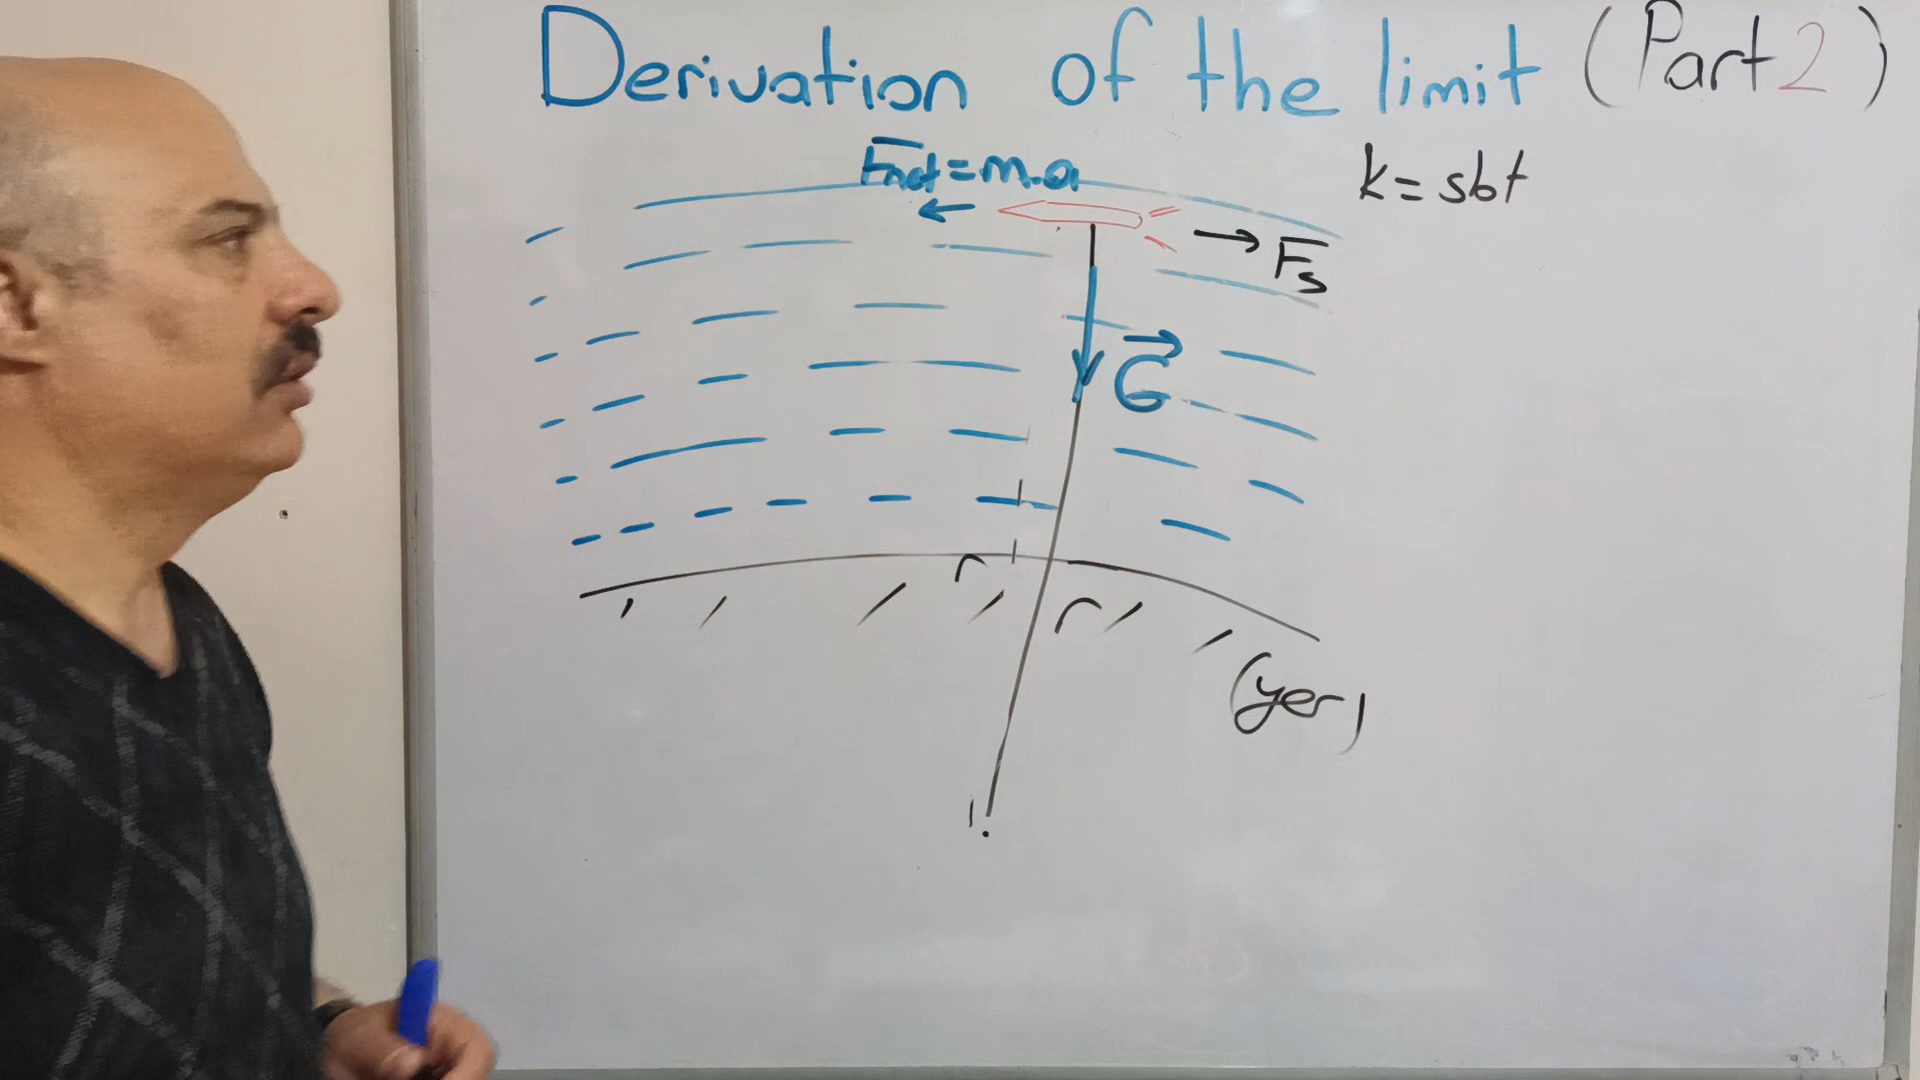 Derivation of the limit (Part 2)
Fnet = m.a
k = sbt
Fs
G
(yer)